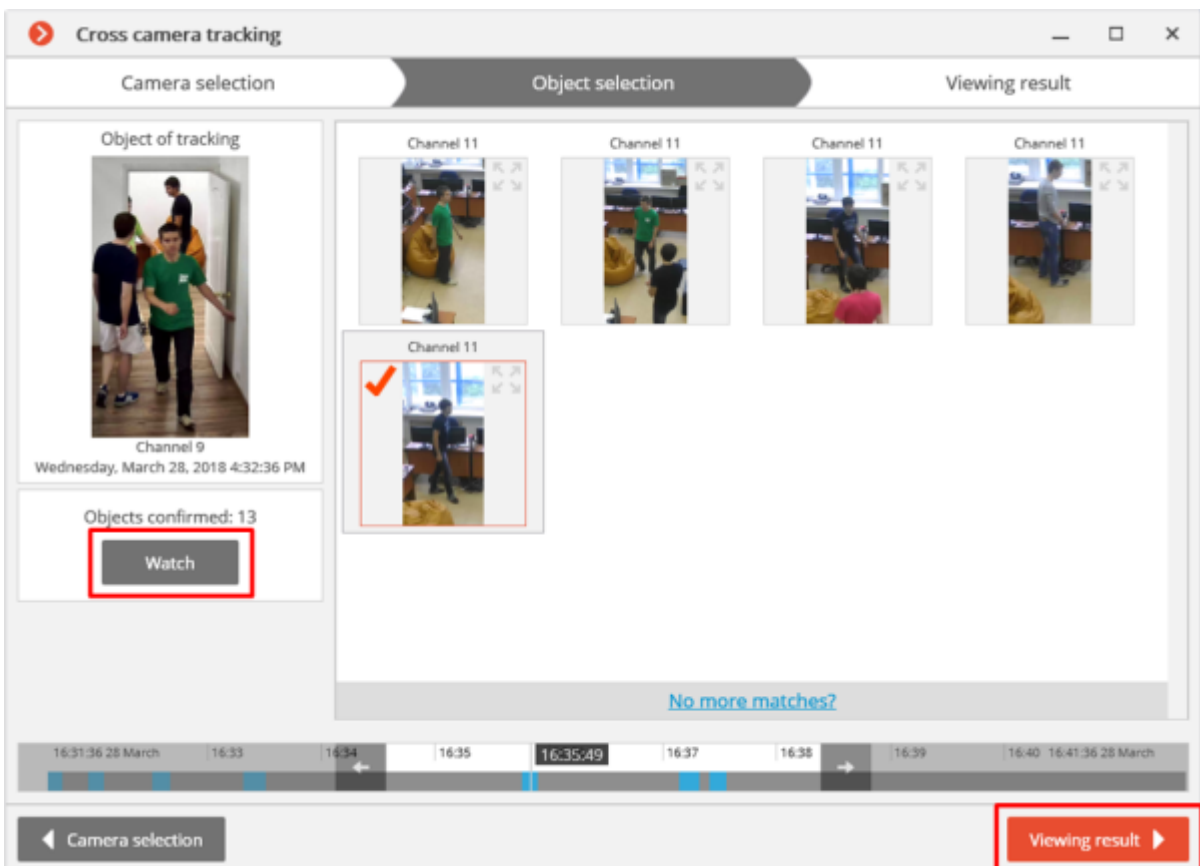 Cross camera tracking
Camera selection
Object selection
Viewing result
Object of tracking
Channel 9
Wednesday, March 28, 2018 4:32:36 PM
Objects confirmed: 13
Watch
Channel 11
Channel 11
Channel 11
Channel 11
Channel 11
No more matches?
16:31:36 28 March
16:33
16:34
16:35
16:35:49
16:37
16:38
16:39
16:40
16:41:36 28 March
Camera selection
Viewing result